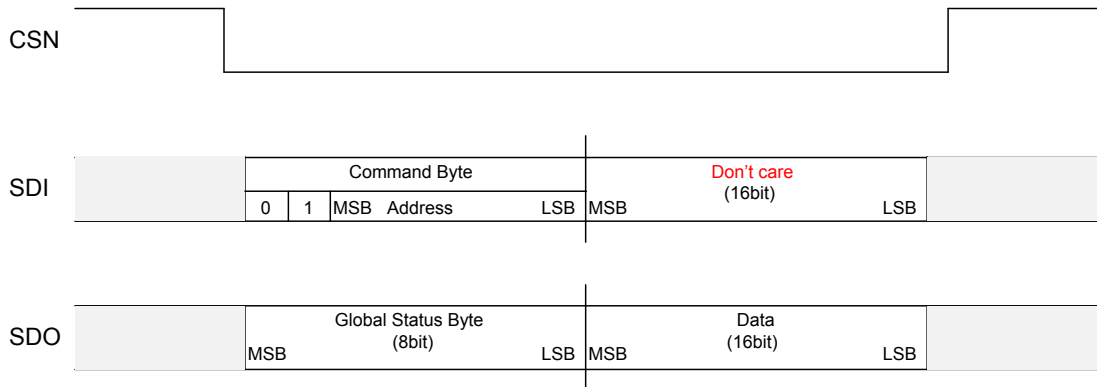 CSN
SDI
Command Byte
0 1 MSB Address LSB
Don't care
(16bit)
MSB LSB
SDO
Global Status Byte
(8bit)
MSB LSB
Data
(16bit)
MSB LSB